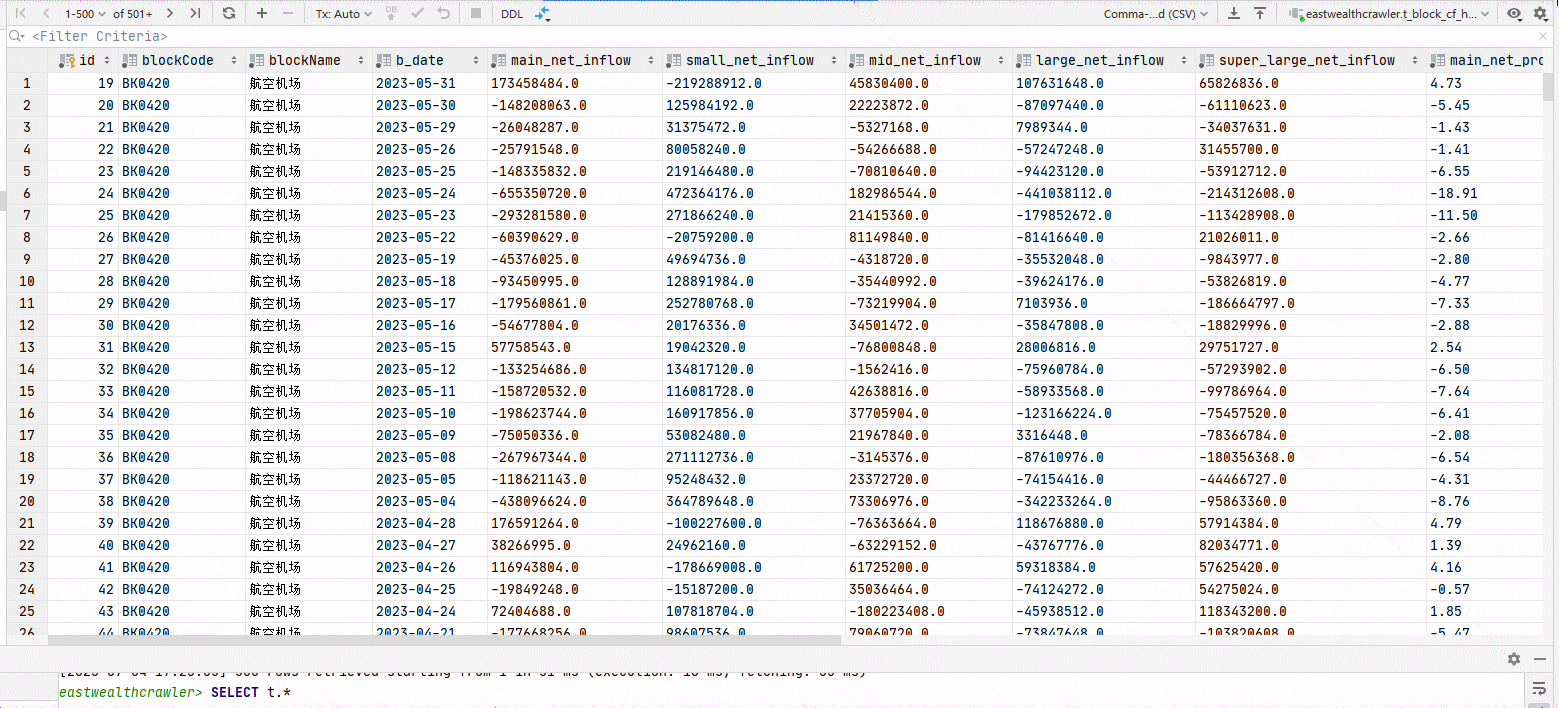 1-500 of 501+ Tx: Auto DB DDL Comma-...d (CSV) eastwealthcrawler.t_block_cf_h...
<Filter Criteria>
id blockCode blockName b_date main_net_inflow small_net_inflow mid_net_inflow large_net_inflow super_large_net_inflow main_net_pro
1 19 BK0420 航空机场 2023-05-31 173458484.0 -219288912.0 45830400.0 107631648.0 65826836.0 4.73
2 20 BK0420 航空机场 2023-05-30 -148208063.0 125984192.0 22223872.0 -87097440.0 -61110623.0 -5.45
3 21 BK0420 航空机场 2023-05-29 -26048287.0 31375472.0 -5327168.0 7989344.0 -34037631.0 -1.43
4 22 BK0420 航空机场 2023-05-26 -25791548.0 80058240.0 -54266688.0 -57247248.0 31455700.0 -1.41
5 23 BK0420 航空机场 2023-05-25 -148335832.0 219146480.0 -70810640.0 -94423120.0 -53912712.0 -6.55
6 24 BK0420 航空机场 2023-05-24 -655350720.0 472364176.0 182986544.0 -441038112.0 -214312608.0 -18.91
7 25 BK0420 航空机场 2023-05-23 -293281580.0 271866240.0 21415360.0 -179852672.0 -113428908.0 -11.50
8 26 BK0420 航空机场 2023-05-22 -60390629.0 -20759200.0 81149840.0 -81416640.0 21026011.0 -2.66
9 27 BK0420 航空机场 2023-05-19 -45376025.0 49694736.0 -4318720.0 -35532048.0 -9843977.0 -2.80
10 28 BK0420 航空机场 2023-05-18 -93450995.0 128891984.0 -35440992.0 -39624176.0 -53826819.0 -4.77
11 29 BK0420 航空机场 2023-05-17 -179560861.0 252780768.0 -73219904.0 7103936.0 -186664797.0 -7.33
12 30 BK0420 航空机场 2023-05-16 -54677804.0 20176336.0 34501472.0 -35847808.0 -18829996.0 -2.88
13 31 BK0420 航空机场 2023-05-15 57758543.0 19042320.0 -76800848.0 28006816.0 29751727.0 2.54
14 32 BK0420 航空机场 2023-05-12 -133254686.0 134817120.0 -1562416.0 -75960784.0 -57293902.0 -6.50
15 33 BK0420 航空机场 2023-05-11 -158720532.0 116081728.0 42638816.0 -58933568.0 -99786964.0 -7.64
16 34 BK0420 航空机场 2023-05-10 -198623744.0 160917856.0 37705904.0 -123166224.0 -75457520.0 -6.41
17 35 BK0420 航空机场 2023-05-09 -75050336.0 53082480.0 21967840.0 3316448.0 -78366784.0 -2.08
18 36 BK0420 航空机场 2023-05-08 -267967344.0 271112736.0 -3145376.0 -87610976.0 -180356368.0 -6.54
19 37 BK0420 航空机场 2023-05-05 -118621143.0 95248432.0 23372720.0 -74154416.0 -44466727.0 -4.31
20 38 BK0420 航空机场 2023-05-04 -438096624.0 364789648.0 73306976.0 -342233264.0 -95863360.0 -8.76
21 39 BK0420 航空机场 2023-04-28 176591264.0 -100227600.0 -76363664.0 118676880.0 57914384.0 4.79
22 40 BK0420 航空机场 2023-04-27 38266995.0 24962160.0 -63229152.0 -43767776.0 82034771.0 1.39
23 41 BK0420 航空机场 2023-04-26 116943804.0 -178669008.0 61725200.0 59318384.0 57625420.0 4.16
24 42 BK0420 航空机场 2023-04-25 -19849248.0 -15187200.0 35036464.0 -74124272.0 54275024.0 -0.57
25 43 BK0420 航空机场 2023-04-24 72404688.0 107818704.0 -180223408.0 -45938512.0 118343200.0 1.85
26 44 BK0420 航空机场 2023-04-21 -177668256.0 98607536.0 79060720.0 -73847648.0 -103820608.0 -5.47
eastwealthcrawler> SELECT t.*